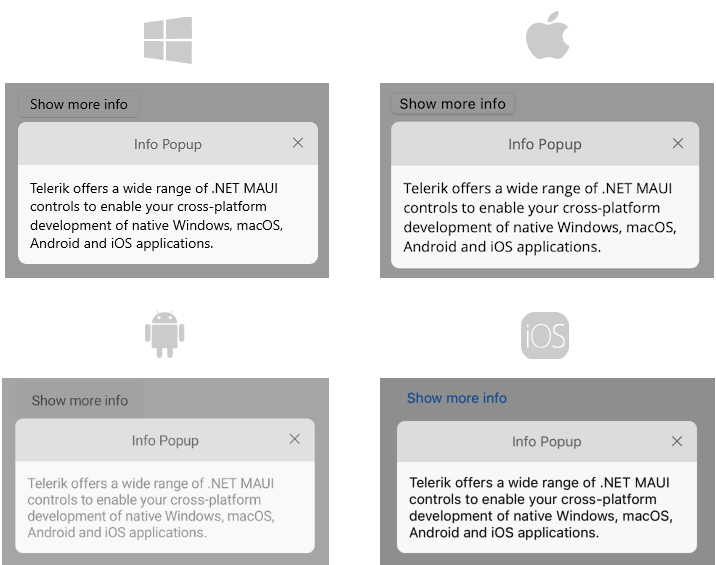 Show more info
Info Popup
Telerik offers a wide range of .NET MAUI
controls to enable your cross-platform
development of native Windows, macOS,
Android and iOS applications.
Show more info
Info Popup
Telerik offers a wide range of .NET MAUI
controls to enable your cross-platform
development of native Windows, macOS,
Android and iOS applications.
iOS
Show more info
Info Popup
Telerik offers a wide range of .NET MAUI
controls to enable your cross-platform
development of native Windows, macOS,
Android and iOS applications.
Show more info
Info Popup
Telerik offers a wide range of .NET MAUI
controls to enable your cross-platform
development of native Windows, macOS,
Android and iOS applications.